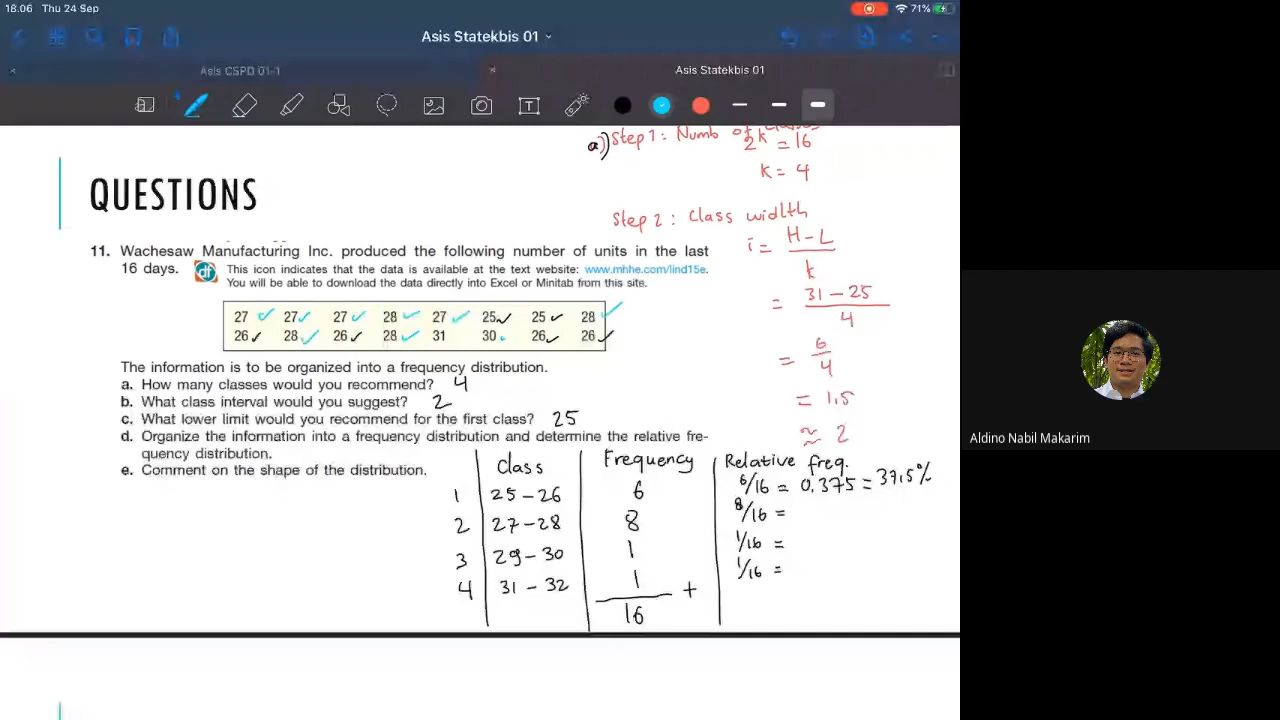 18.06 Thu 24 Sep
71%
Asis Statekbis 01
Asis CSPD 01-1
Asis Statekbis 01
a) Step 1: Numb of classes
2k = 16
k = 4
Step 2 : Class width
i = H - L / k
= 31 - 25 / 4
= 6 / 4
= 1,5
≈ 2
QUESTIONS
11. Wachesaw Manufacturing Inc. produced the following number of units in the last
16 days. This icon indicates that the data is available at the text website: www.mhhe.com/lind15e.
You will be able to download the data directly into Excel or Minitab from this site.
27 27 27 28 27 25 25 28
26 28 26 28 31 30 26 26
The information is to be organized into a frequency distribution.
a. How many classes would you recommend? 4
b. What class interval would you suggest? 2
c. What lower limit would you recommend for the first class? 25
d. Organize the information into a frequency distribution and determine the relative fre-
quency distribution.
e. Comment on the shape of the distribution.
Class Frequency Relative freq.
1 25 - 26 6 6/16 = 0.375 = 37.5%
2 27 - 28 8 8/16 =
3 29 - 30 1 1/16 =
4 31 - 32 1 + 1/16 =
16
Aldino Nabil Makarim